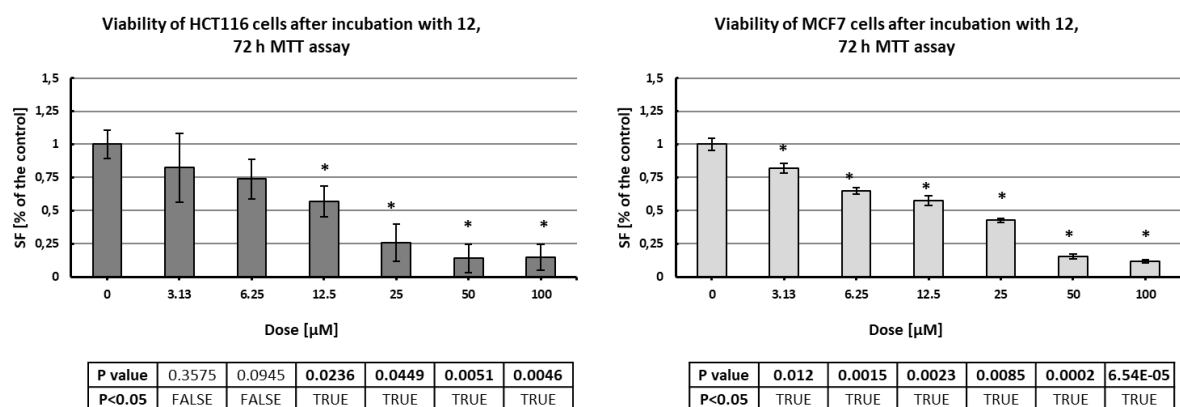 Viability of HCT116 cells after incubation with 12,
72 h MTT assay
SF [% of the control]
1,5
1,25
1
0,75
0,5
0,25
0
* * * *
0 3.13 6.25 12.5 25 50 100
Dose [µM]
P value 0.3575 0.0945 0.0236 0.0449 0.0051 0.0046
P<0.05 FALSE FALSE TRUE TRUE TRUE TRUE
Viability of MCF7 cells after incubation with 12,
72 h MTT assay
SF [% of the control]
1,5
1,25
1
0,75
0,5
0,25
0
* * * * * *
0 3.13 6.25 12.5 25 50 100
Dose [µM]
P value 0.012 0.0015 0.0023 0.0085 0.0002 6.54E-05
P<0.05 TRUE TRUE TRUE TRUE TRUE TRUE